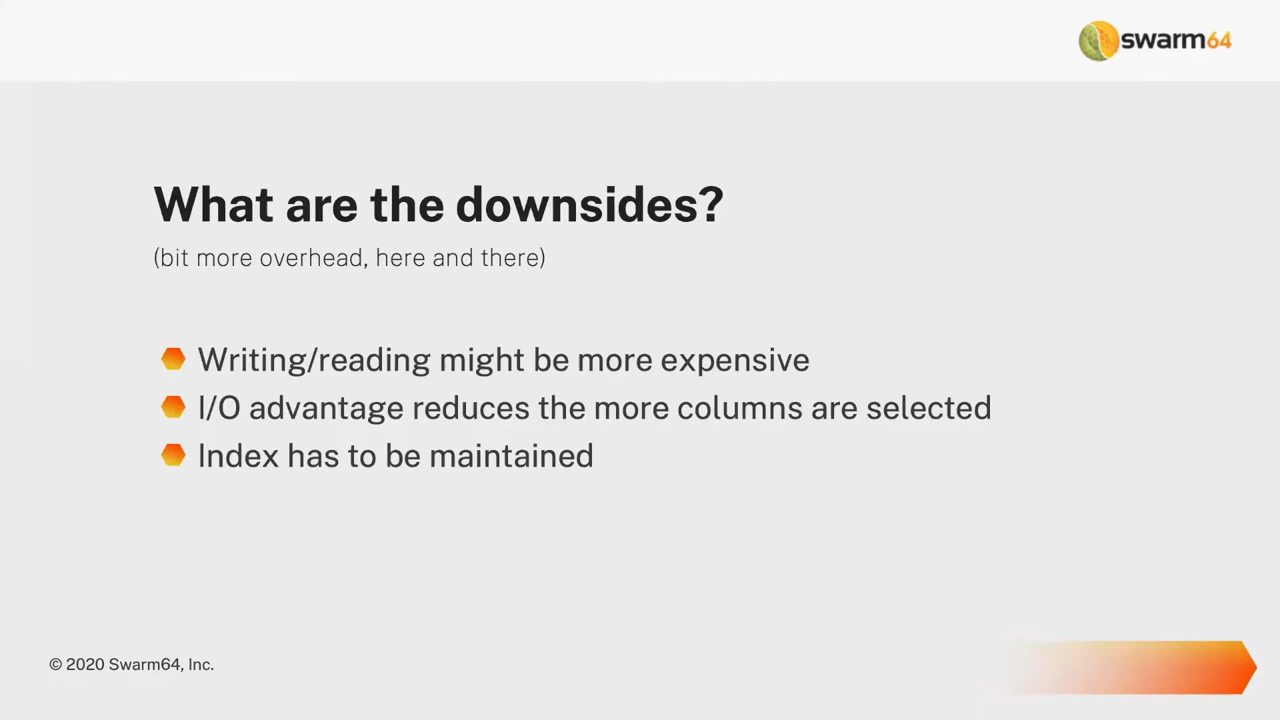 swarm64
What are the downsides?
(bit more overhead, here and there)
Writing/reading might be more expensive
I/O advantage reduces the more columns are selected
Index has to be maintained
© 2020 Swarm64, Inc.